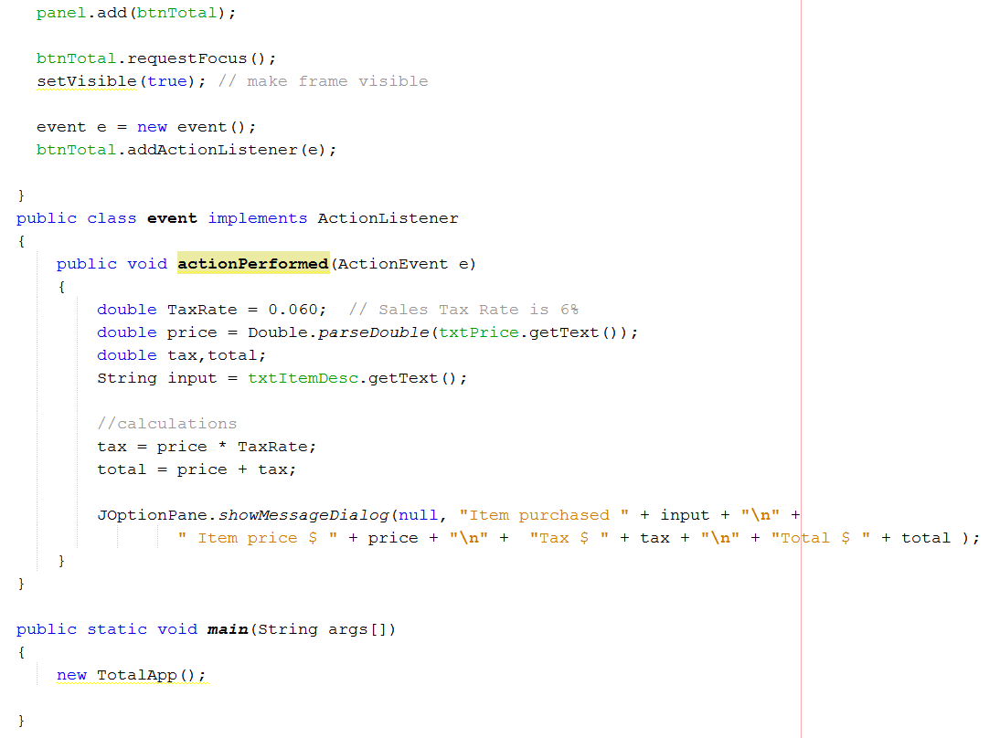 panel.add(btnTotal);
btnTotal.requestFocus();
setVisible(true); // make frame visible
event e = new event();
btnTotal.addActionListener(e);
}
public class event implements ActionListener
{
public void actionPerformed(ActionEvent e)
{
double TaxRate = 0.060;  // Sales Tax Rate is 6%
double price = Double.parseDouble(txtPrice.getText());
double tax,total;
String input = txtItemDesc.getText();
//calculations
tax = price * TaxRate;
total = price + tax;
JOptionPane.showMessageDialog(null, "Item purchased " + input + "\n" +
" Item price $ " + price + "\n" +  "Tax $ " + tax + "\n" + "Total $ " + total );
}
}
public static void main(String args[])
{
new TotalApp();
}